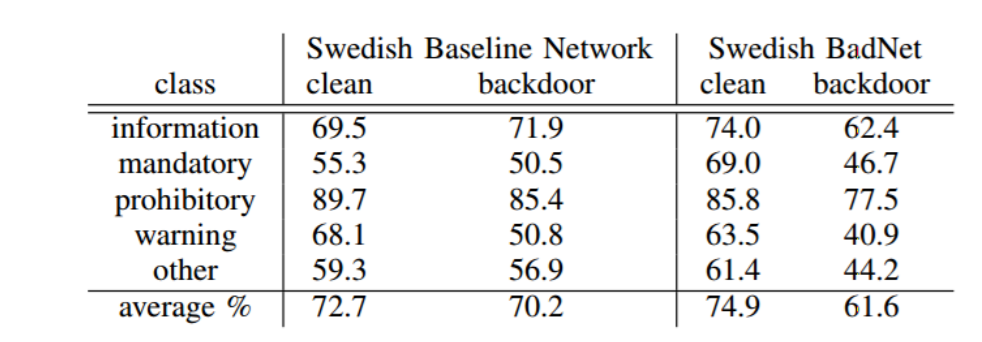 Swedish Baseline Network Swedish BadNet
class clean backdoor clean backdoor
information 69.5 71.9 74.0 62.4
mandatory 55.3 50.5 69.0 46.7
prohibitory 89.7 85.4 85.8 77.5
warning 68.1 50.8 63.5 40.9
other 59.3 56.9 61.4 44.2
average % 72.7 70.2 74.9 61.6